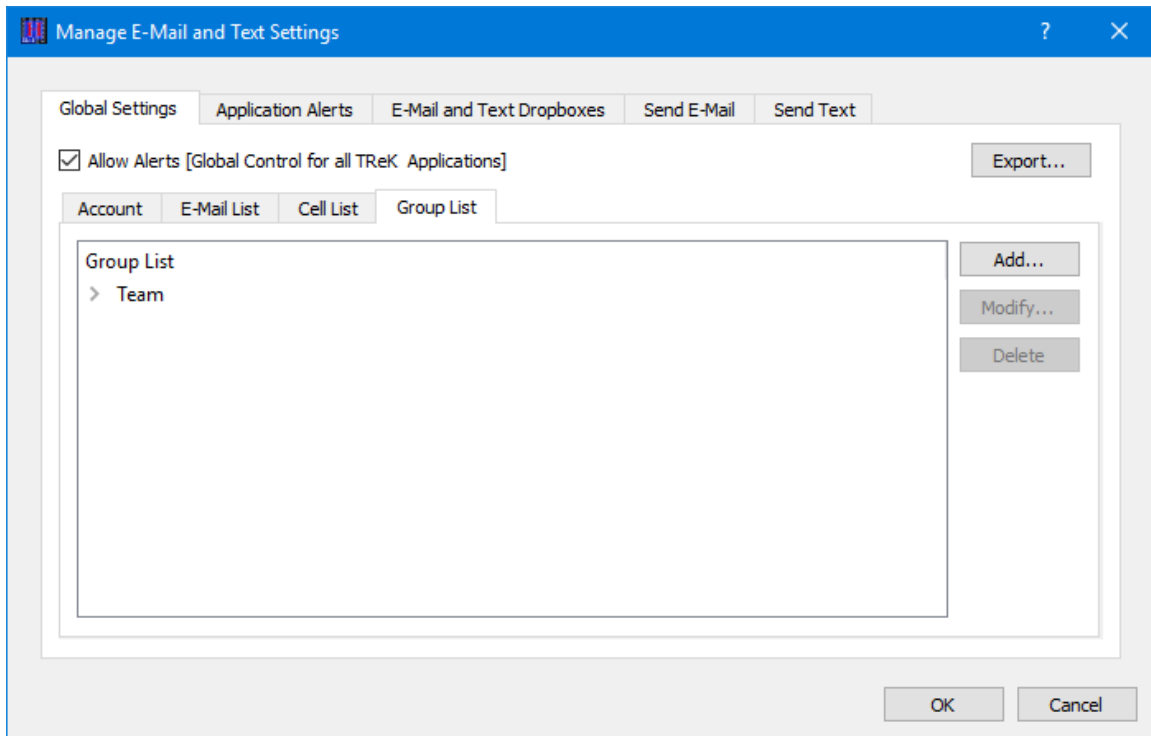 Manage E-Mail and Text Settings ?
Global Settings Application Alerts E-Mail and Text Dropboxes Send E-Mail Send Text
Allow Alerts [Global Control for all TReK  Applications] Export...
Account E-Mail List Cell List Group List
Group List Add...
Team Modify...
Delete
OK Cancel